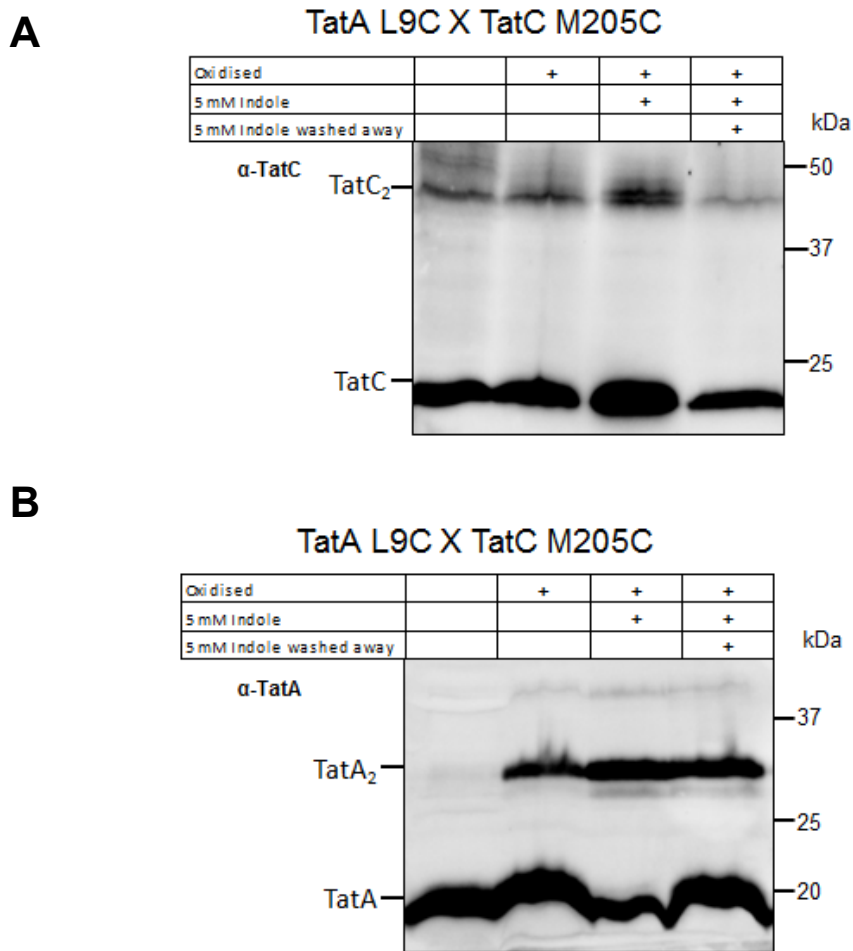 A
TatA L9C X TatC M205C
Oxidised + + +
5 mM Indole + +
5 mM Indole washed away +
kDa
α-TatC
50
TatC2
37
25
TatC
B
TatA L9C X TatC M205C
Oxidised + + +
5 mM Indole + +
5 mM Indole washed away +
kDa
α-TatA
37
TatA2
25
20
TatA